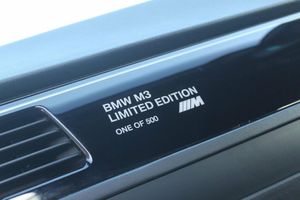 BMW M3
LIMITED EDITION
ONE OF 500
M